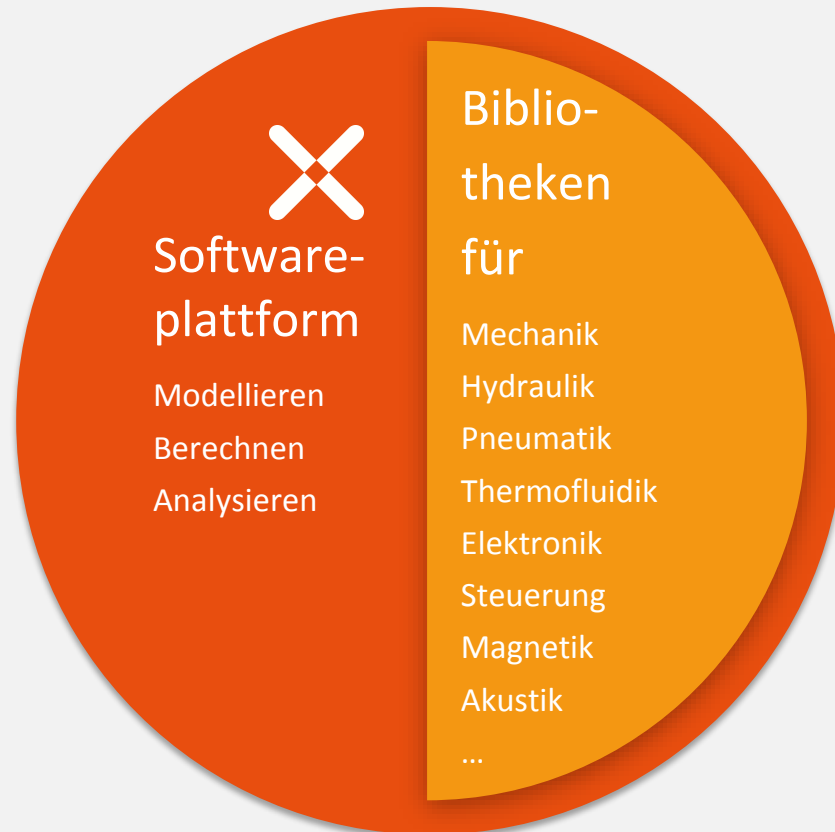 Software-
plattform
Modellieren
Berechnen
Analysieren
Biblio-
theken
für
Mechanik
Hydraulik
Pneumatik
Thermofluidik
Elektronik
Steuerung
Magnetik
Akustik
...